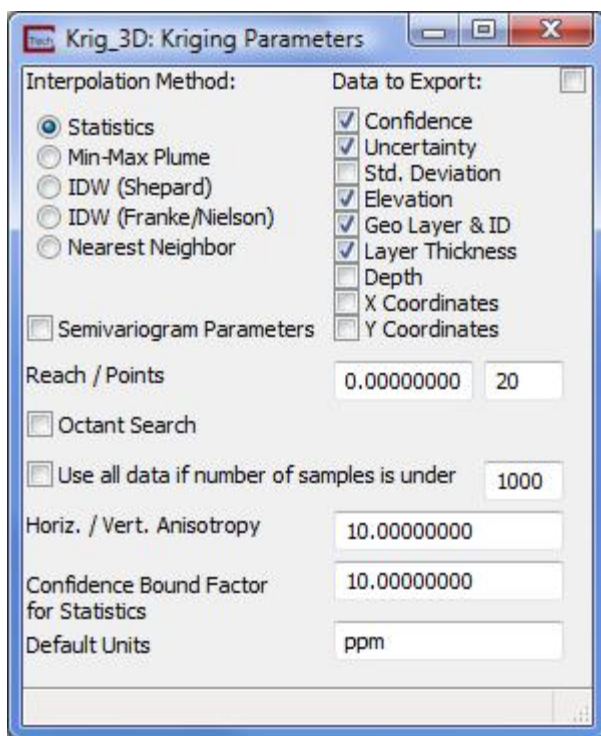 Tech Krig_3D: Kriging Parameters
Interpolation Method:
Statistics
Min-Max Plume
IDW (Shepard)
IDW (Franke/Nielson)
Nearest Neighbor
Data to Export:
Confidence
Uncertainty
Std. Deviation
Elevation
Geo Layer & ID
Layer Thickness
Depth
X Coordinates
Y Coordinates
Semivariogram Parameters
Reach / Points 0.00000000 20
Octant Search
Use all data if number of samples is under 1000
Horiz. / Vert. Anisotropy 10.00000000
Confidence Bound Factor 10.00000000
for Statistics
Default Units ppm